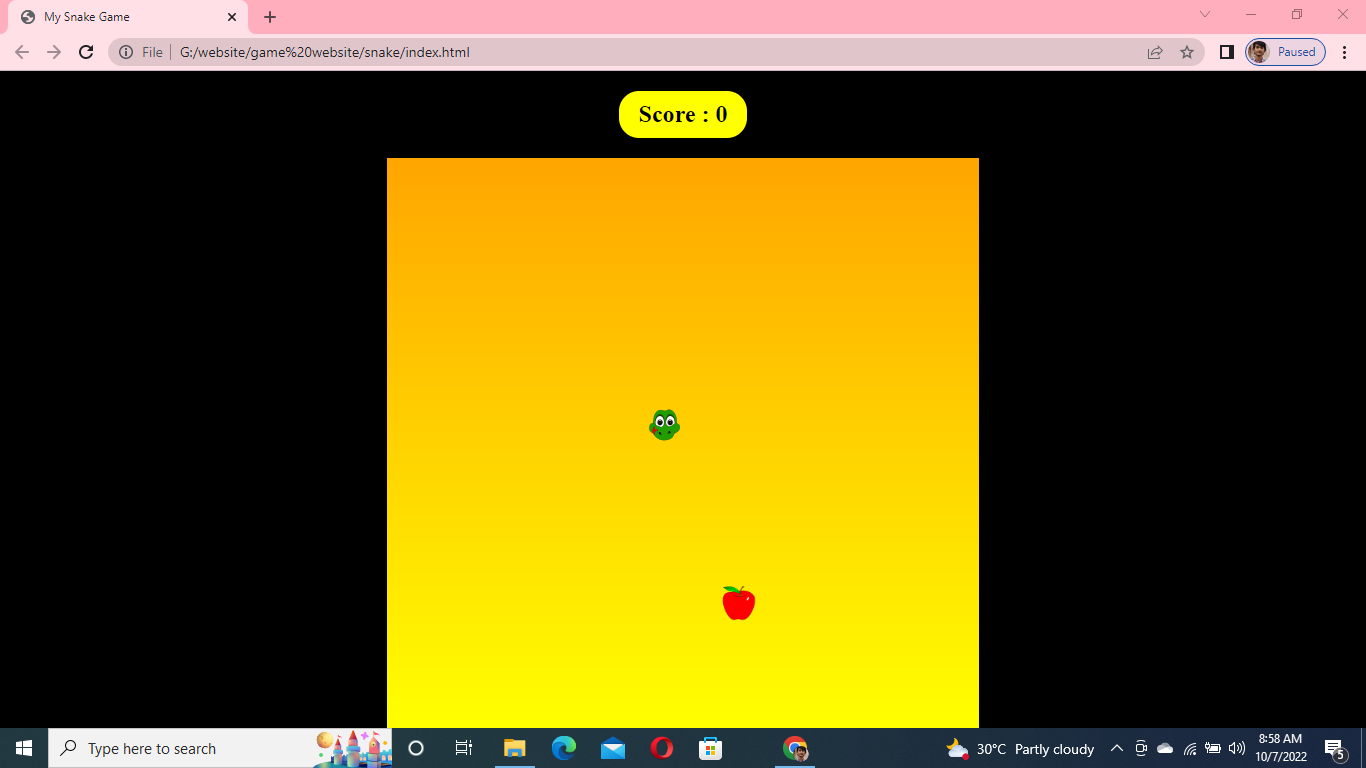 My Snake Game
File G:/website/game%20website/snake/index.html
Paused
Score : 0
Type here to search
30°C Partly cloudy
8:58 AM
10/7/2022
5